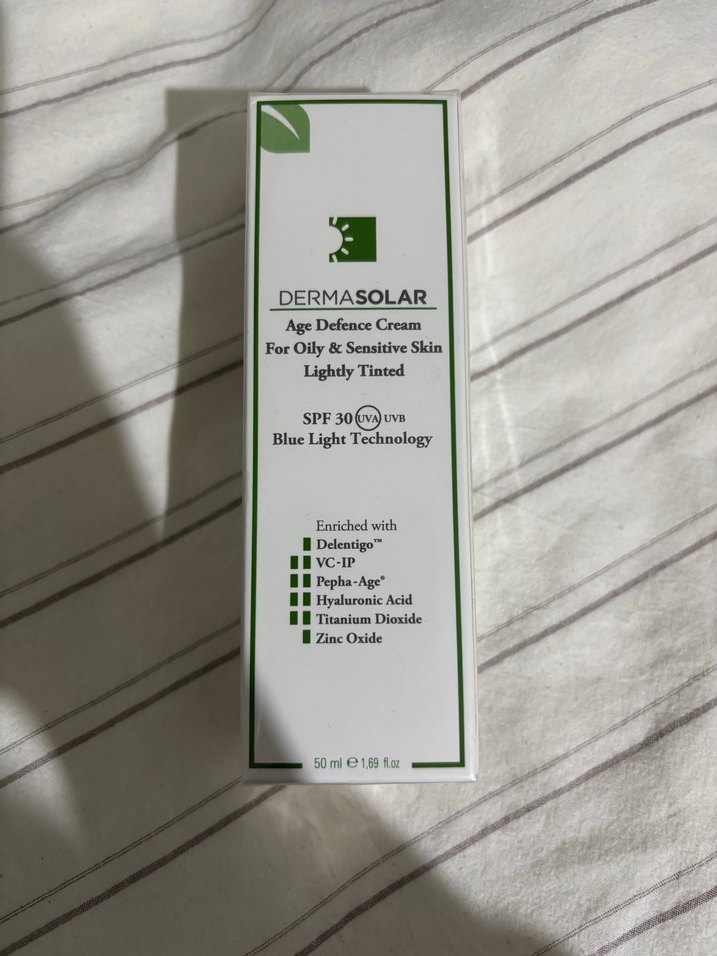 DERMASOLAR
Age Defence Cream
For Oily & Sensitive Skin
Lightly Tinted
SPF 30 UVA UVB
Blue Light Technology
Enriched with
Delentigo™
VC-IP
Pepha-Age®
Hyaluronic Acid
Titanium Dioxide
Zinc Oxide
50 ml ℮ 1,69 fl.oz